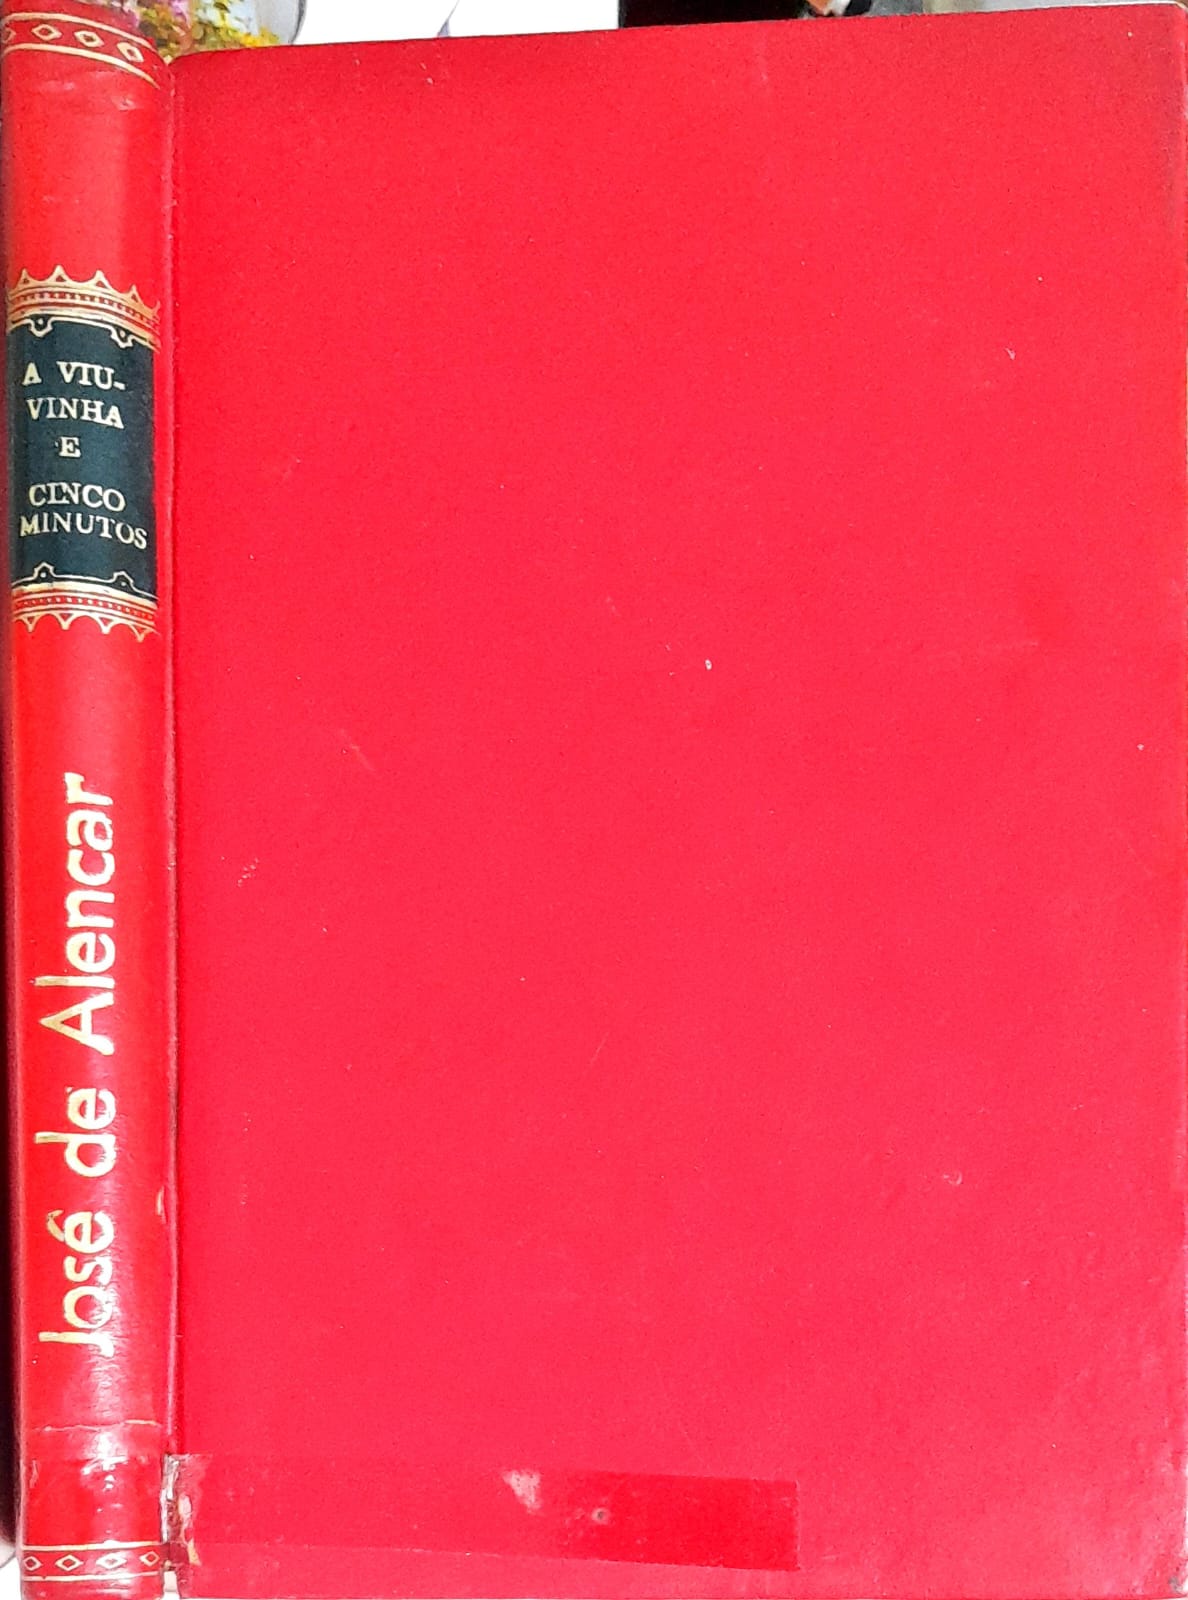 A VIU-
VINHA
E
CINCO
MINUTOS
José de Alencar